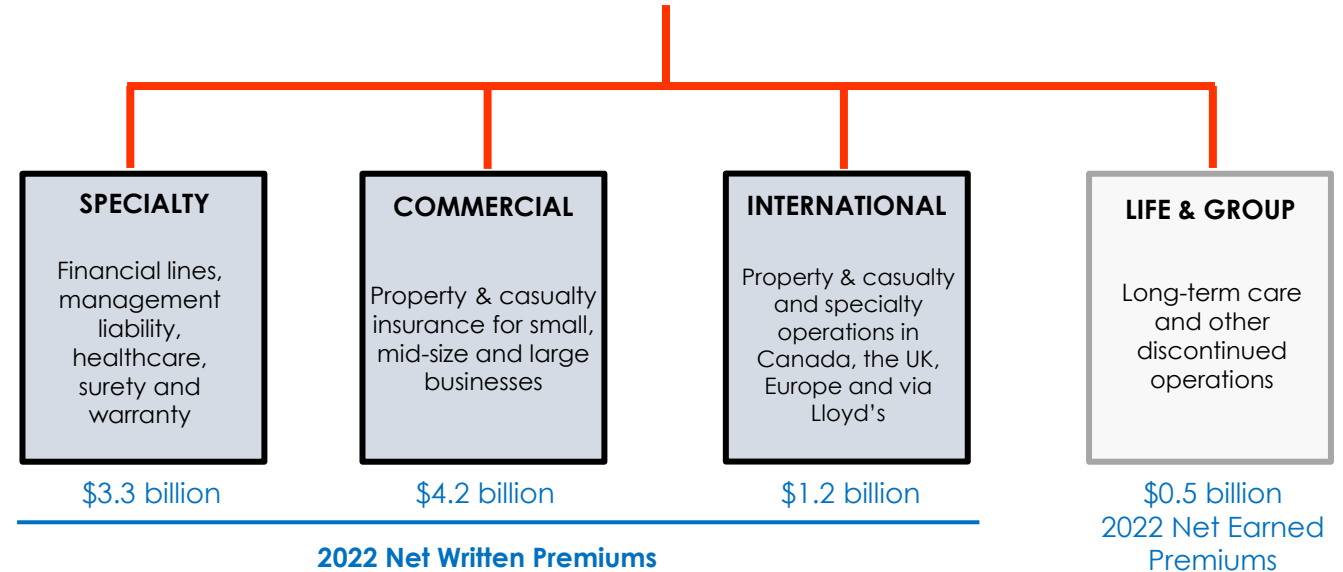 SPECIALTY
Financial lines,
management
liability,
healthcare,
surety and
warranty
$3.3 billion
COMMERCIAL
Property & casualty
insurance for small,
mid-size and large
businesses
$4.2 billion
INTERNATIONAL
Property & casualty
and specialty
operations in
Canada, the UK,
Europe and via
Lloyd’s
$1.2 billion
2022 Net Written Premiums
LIFE & GROUP
Long-term care
and other
discontinued
operations
$0.5 billion
2022 Net Earned
Premiums